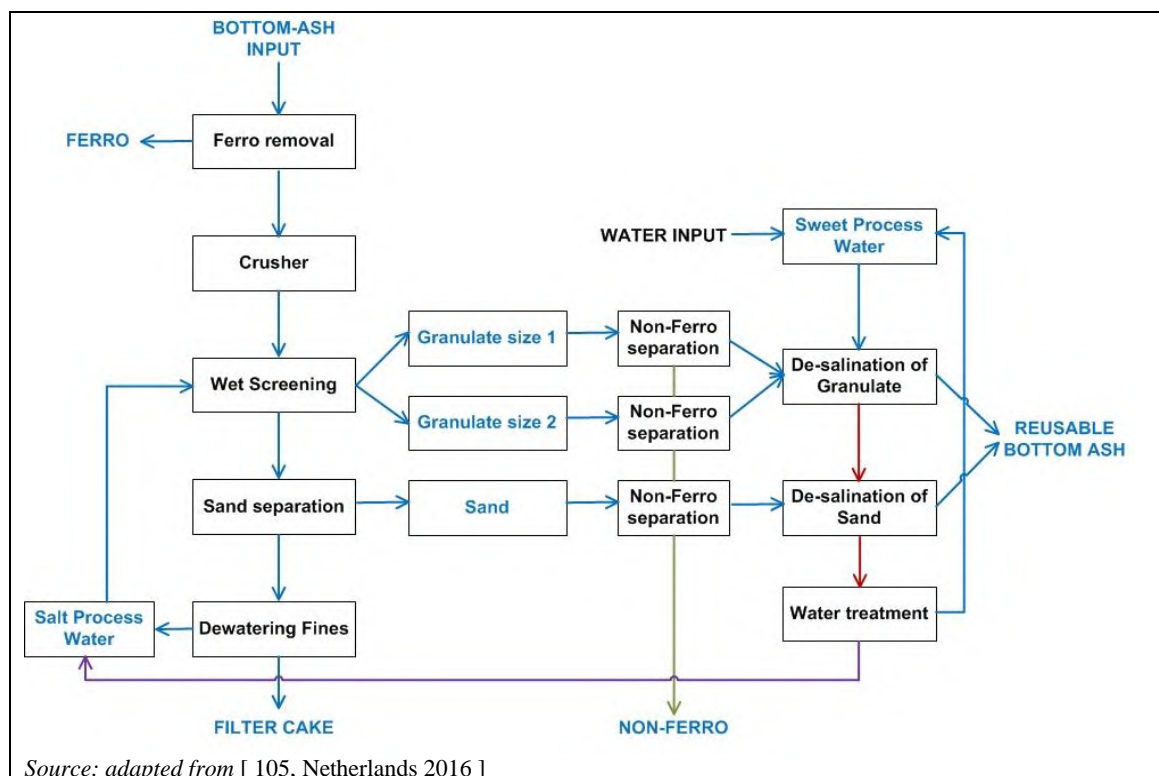 BOTTOM-ASH
INPUT
FERRO
Ferro removal
Crusher
WATER INPUT
Sweet Process
Water
Wet Screening
Granulate size 1
Non-Ferro
separation
Granulate size 2
Non-Ferro
separation
De-salination of
Granulate
REUSABLE
BOTTOM ASH
Sand separation
Sand
Non-Ferro
separation
De-salination of
Sand
Salt Process
Water
Dewatering Fines
Water treatment
FILTER CAKE
NON-FERRO
Source: adapted from [ 105, Netherlands 2016 ]